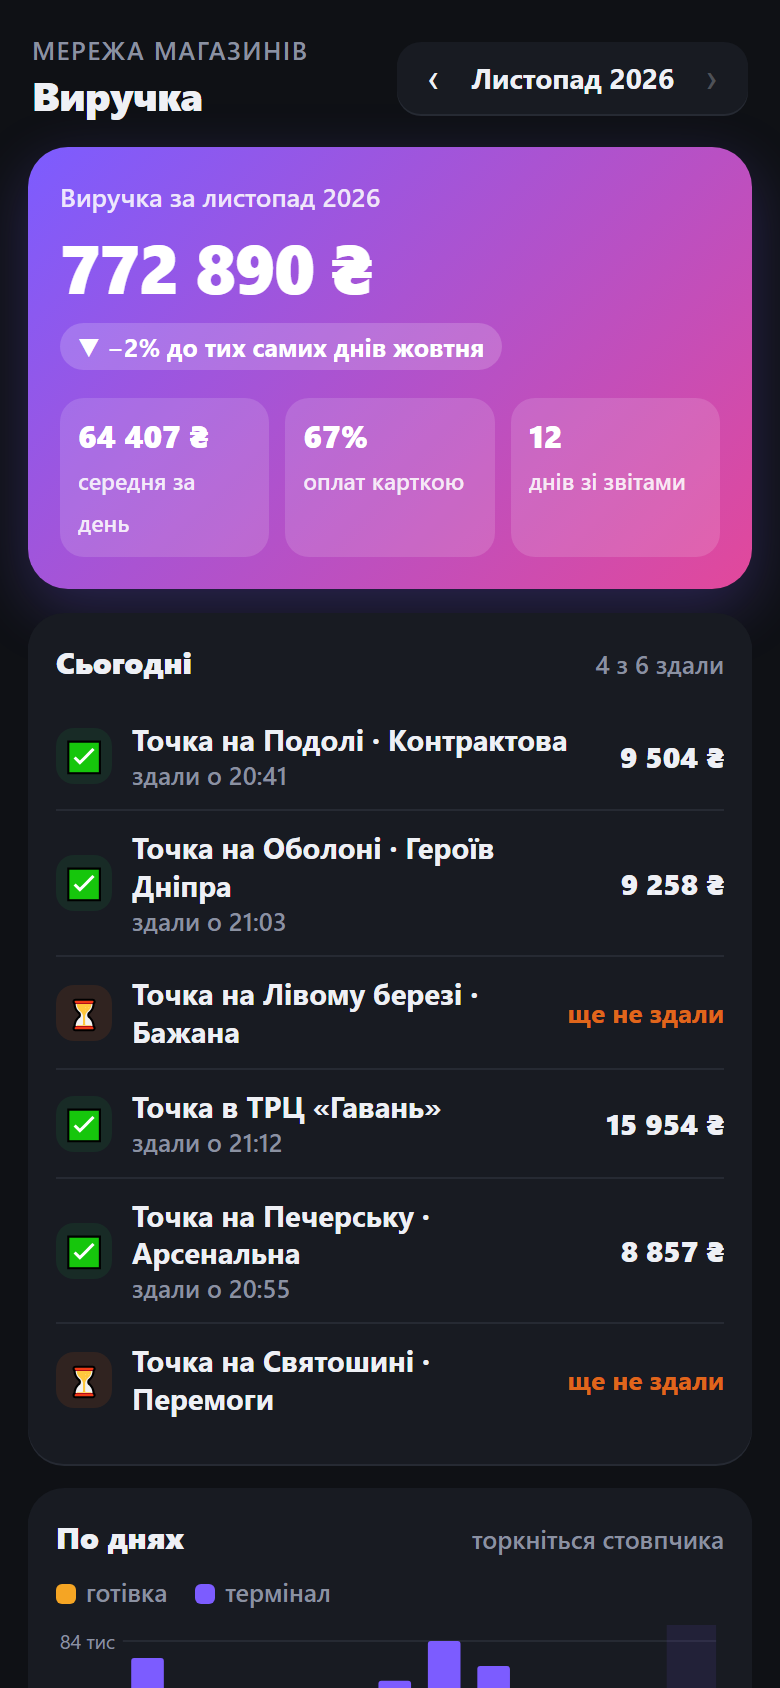 МЕРЕЖА МАГАЗИНІВ
Виручка
‹ Листопад 2026 ›
Виручка за листопад 2026
772 890 ₴
▼ −2% до тих самих днів жовтня
64 407 ₴
середня за
день
67%
оплат карткою
12
днів зі звітами
Сьогодні
4 з 6 здали
Точка на Подолі · Контрактова
здали о 20:41
9 504 ₴
Точка на Оболоні · Героїв
Дніпра
здали о 21:03
9 258 ₴
Точка на Лівому березі ·
Бажана
ще не здали
Точка в ТРЦ «Гавань»
здали о 21:12
15 954 ₴
Точка на Печерську ·
Арсенальна
здали о 20:55
8 857 ₴
Точка на Святошині ·
Перемоги
ще не здали
По днях
торкніться стовпчика
готівка
термінал
84 тис